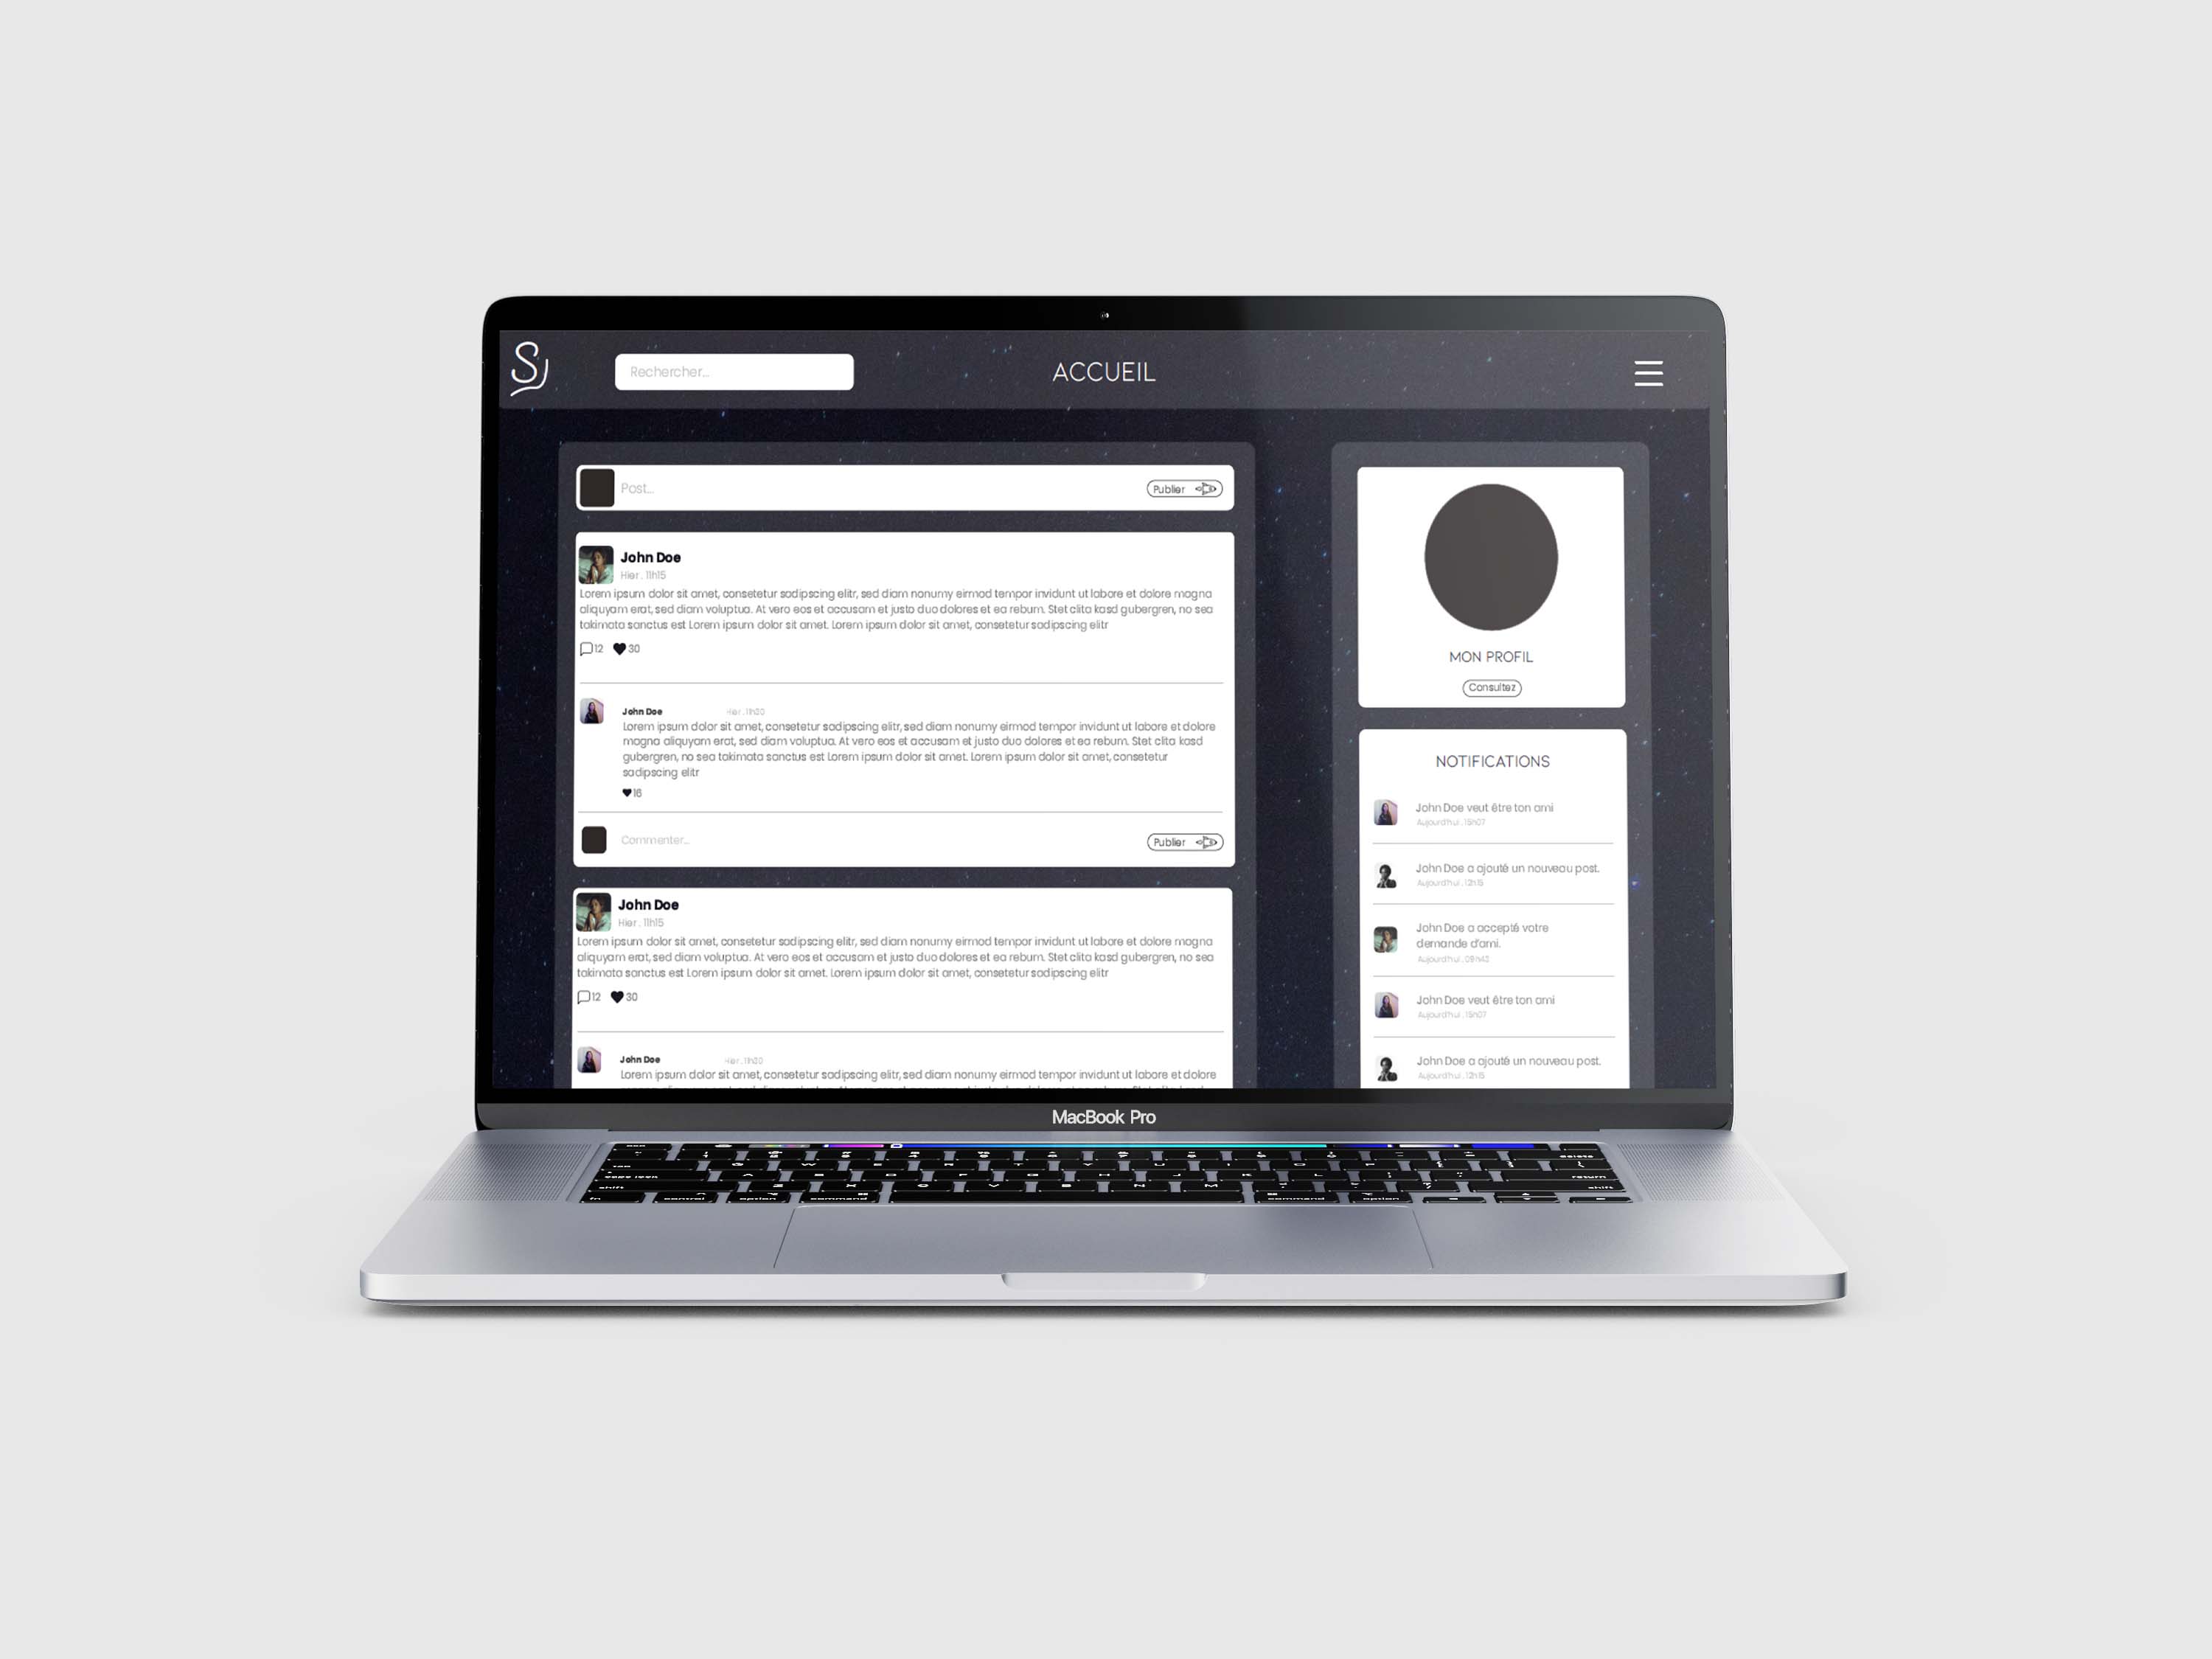 Rechercher...
ACCUEIL
Post...
Publier
John Doe
Hier . 11h15
Lorem ipsum dolor sit amet, consetetur sadipscing elitr, sed diam nonumy eirmod tempor invidunt ut labore et dolore magna
aliquyam erat, sed diam voluptua. At vero eos et accusam et justo duo dolores et ea rebum. Stet clita kasd gubergren, no sea
takimata sanctus est Lorem ipsum dolor sit amet. Lorem ipsum dolor sit amet, consetetur sadipscing elitr
12 30
John Doe Hier . 11h30
Lorem ipsum dolor sit amet, consetetur sadipscing elitr, sed diam nonumy eirmod tempor invidunt ut labore et dolore
magna aliquyam erat, sed diam voluptua. At vero eos et accusam et justo duo dolores et ea rebum. Stet clita kasd
gubergren, no sea takimata sanctus est Lorem ipsum dolor sit amet. Lorem ipsum dolor sit amet, consetetur
sadipscing elitr
16
Commenter...
Publier
John Doe
Hier . 11h15
Lorem ipsum dolor sit amet, consetetur sadipscing elitr, sed diam nonumy eirmod tempor invidunt ut labore et dolore magna
aliquyam erat, sed diam voluptua. At vero eos et accusam et justo duo dolores et ea rebum. Stet clita kasd gubergren, no sea
takimata sanctus est Lorem ipsum dolor sit amet. Lorem ipsum dolor sit amet, consetetur sadipscing elitr
12 30
John Doe Hier . 11h30
Lorem ipsum dolor sit amet, consetetur sadipscing elitr, sed diam nonumy eirmod tempor invidunt ut labore et dolore
MON PROFIL
Consultez
NOTIFICATIONS
John Doe veut être ton ami
Aujourd'hui . 15h07
John Doe a ajouté un nouveau post.
Aujourd'hui . 12h15
John Doe a accepté votre
demande d'ami.
Aujourd'hui . 09h43
John Doe veut être ton ami
Aujourd'hui . 15h07
John Doe a ajouté un nouveau post.
Aujourd'hui . 12h15
MacBook Pro